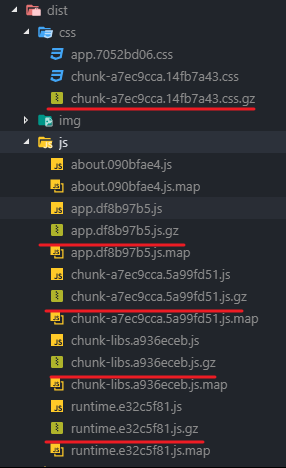 dist
css
app.7052bd06.css
chunk-a7ec9cca.14fb7a43.css
chunk-a7ec9cca.14fb7a43.css.gz
img
js
about.090bfae4.js
about.090bfae4.js.map
app.df8b97b5.js
app.df8b97b5.js.gz
app.df8b97b5.js.map
chunk-a7ec9cca.5a99fd51.js
chunk-a7ec9cca.5a99fd51.js.gz
chunk-a7ec9cca.5a99fd51.js.map
chunk-libs.a936eceb.js
chunk-libs.a936eceb.js.gz
chunk-libs.a936eceb.js.map
runtime.e32c5f81.js
runtime.e32c5f81.js.gz
runtime.e32c5f81.js.map